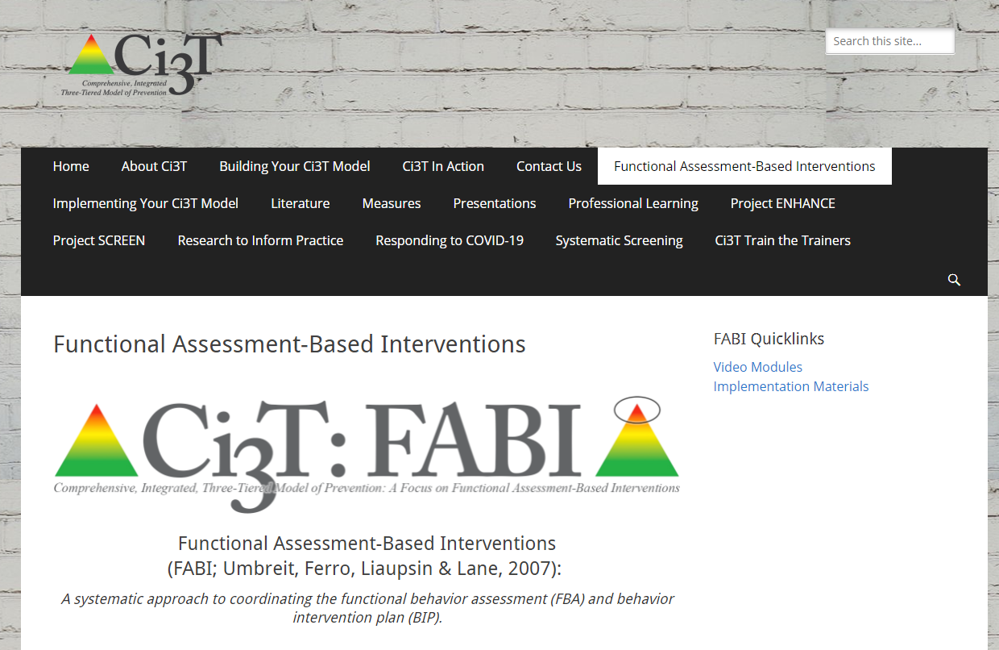 Ci3T
Comprehensive, Integrated
Three-Tiered Model of Prevention
Search this site...
Home About Ci3T Building Your Ci3T Model Ci3T In Action Contact Us Functional Assessment-Based Interventions
Implementing Your Ci3T Model Literature Measures Presentations Professional Learning Project ENHANCE
Project SCREEN Research to Inform Practice Responding to COVID-19 Systematic Screening Ci3T Train the Trainers
Functional Assessment-Based Interventions
Ci3T: FABI
Comprehensive, Integrated, Three-Tiered Model of Prevention: A Focus on Functional Assessment-Based Interventions
Functional Assessment-Based Interventions
(FABI; Umbreit, Ferro, Liaupsin & Lane, 2007):
A systematic approach to coordinating the functional behavior assessment (FBA) and behavior
intervention plan (BIP).
FABI Quicklinks
Video Modules
Implementation Materials